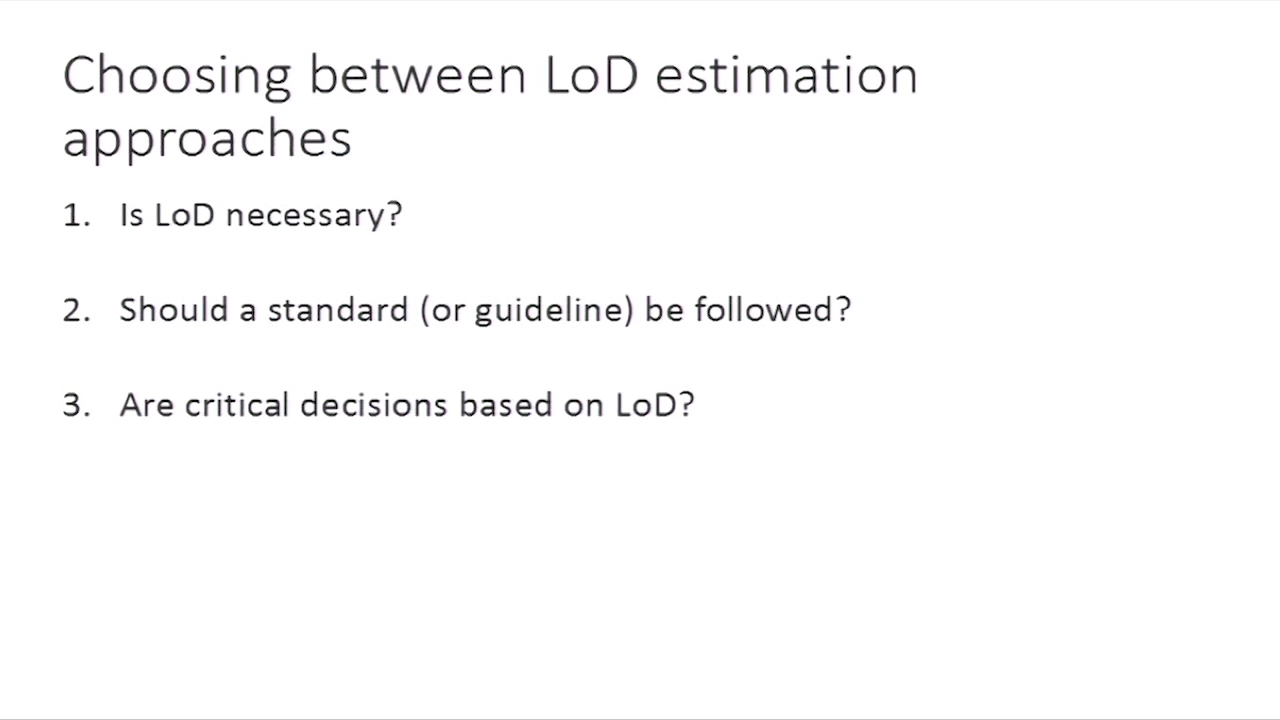 Choosing between LoD estimation
approaches
1. Is LoD necessary?
2. Should a standard (or guideline) be followed?
3. Are critical decisions based on LoD?